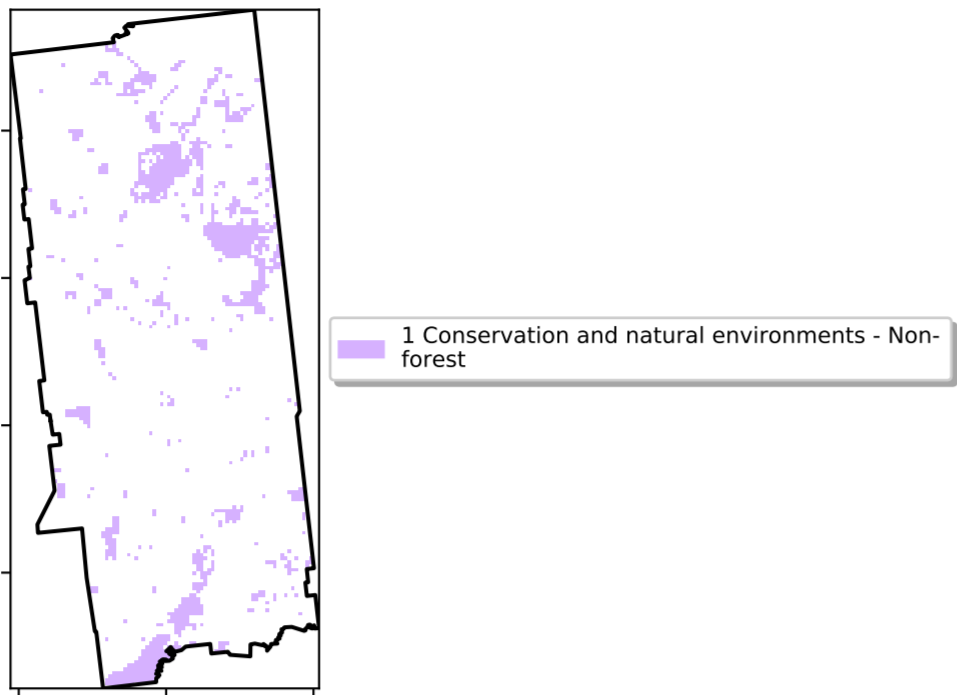 1 Conservation and natural environments - Non-
forest